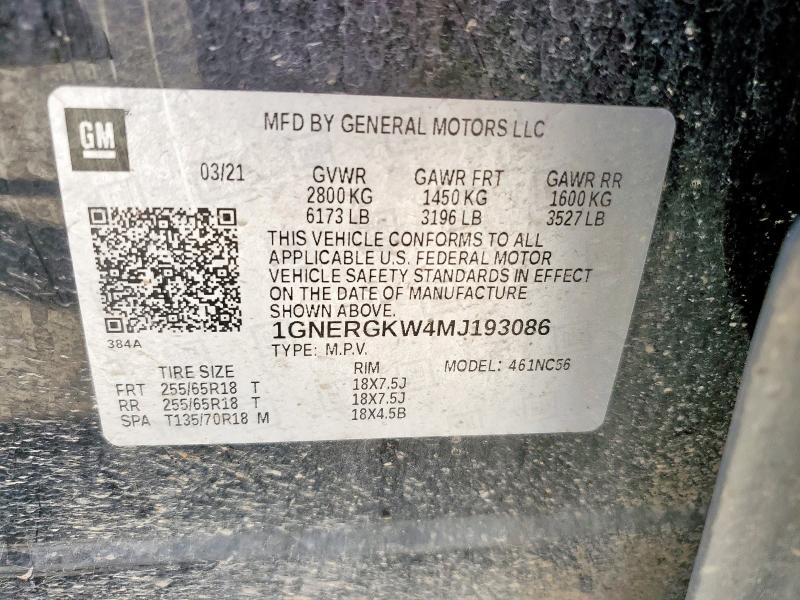 GM
MFD BY GENERAL MOTORS LLC
03/21 GVWR GAWR FRT GAWR RR
2800 KG 1450 KG 1600 KG
6173 LB 3196 LB 3527 LB
THIS VEHICLE CONFORMS TO ALL
APPLICABLE U.S. FEDERAL MOTOR
VEHICLE SAFETY STANDARDS IN EFFECT
ON THE DATE OF MANUFACTURE
SHOWN ABOVE.
1GNERGKW4MJ193086
384A
TYPE: M.P.V. MODEL: 461NC56
TIRE SIZE RIM
FRT 255/65R18 T 18X7.5J
RR 255/65R18 T 18X7.5J
SPA T135/70R18 M 18X4.5B